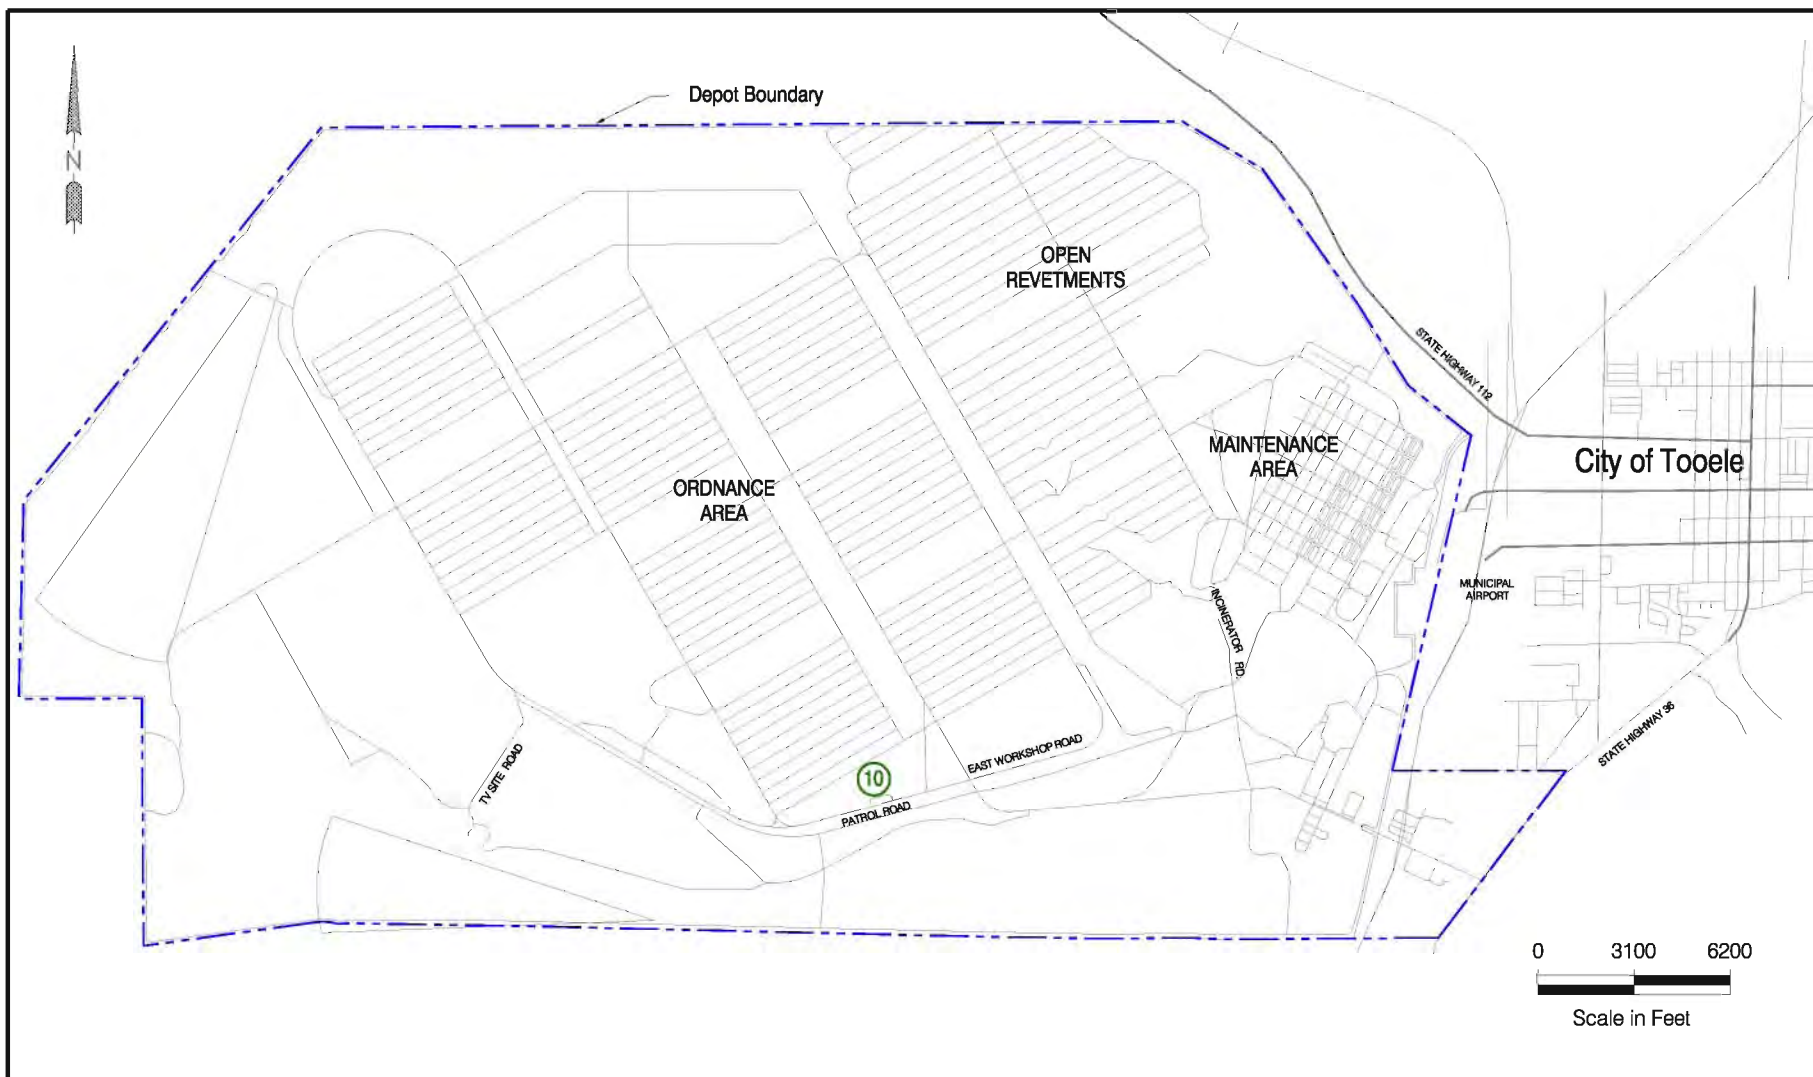 Depot Boundary
N
OPEN
REVETMENTS
STATE HIGHWAY 112
MAINTENANCE
AREA
City of Tooele
ORDNANCE
AREA
MUNICIPAL
AIRPORT
INCINERATOR RD.
STATE HIGHWAY 36
TV SITE ROAD
EAST WORKSHOP ROAD
10
PATROL ROAD
0 3100 6200
Scale in Feet